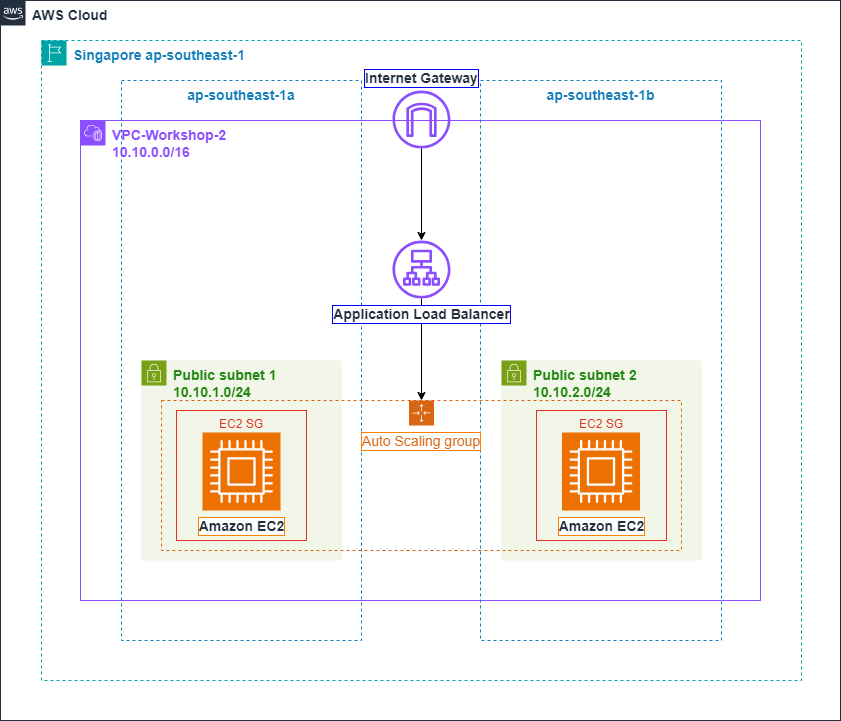 aws
AWS Cloud
Singapore ap-southeast-1
Internet Gateway
ap-southeast-1a
ap-southeast-1b
VPC-Workshop-2
10.10.0.0/16
Application Load Balancer
Public subnet 1
10.10.1.0/24
Public subnet 2
10.10.2.0/24
Auto Scaling group
EC2 SG
Amazon EC2
EC2 SG
Amazon EC2